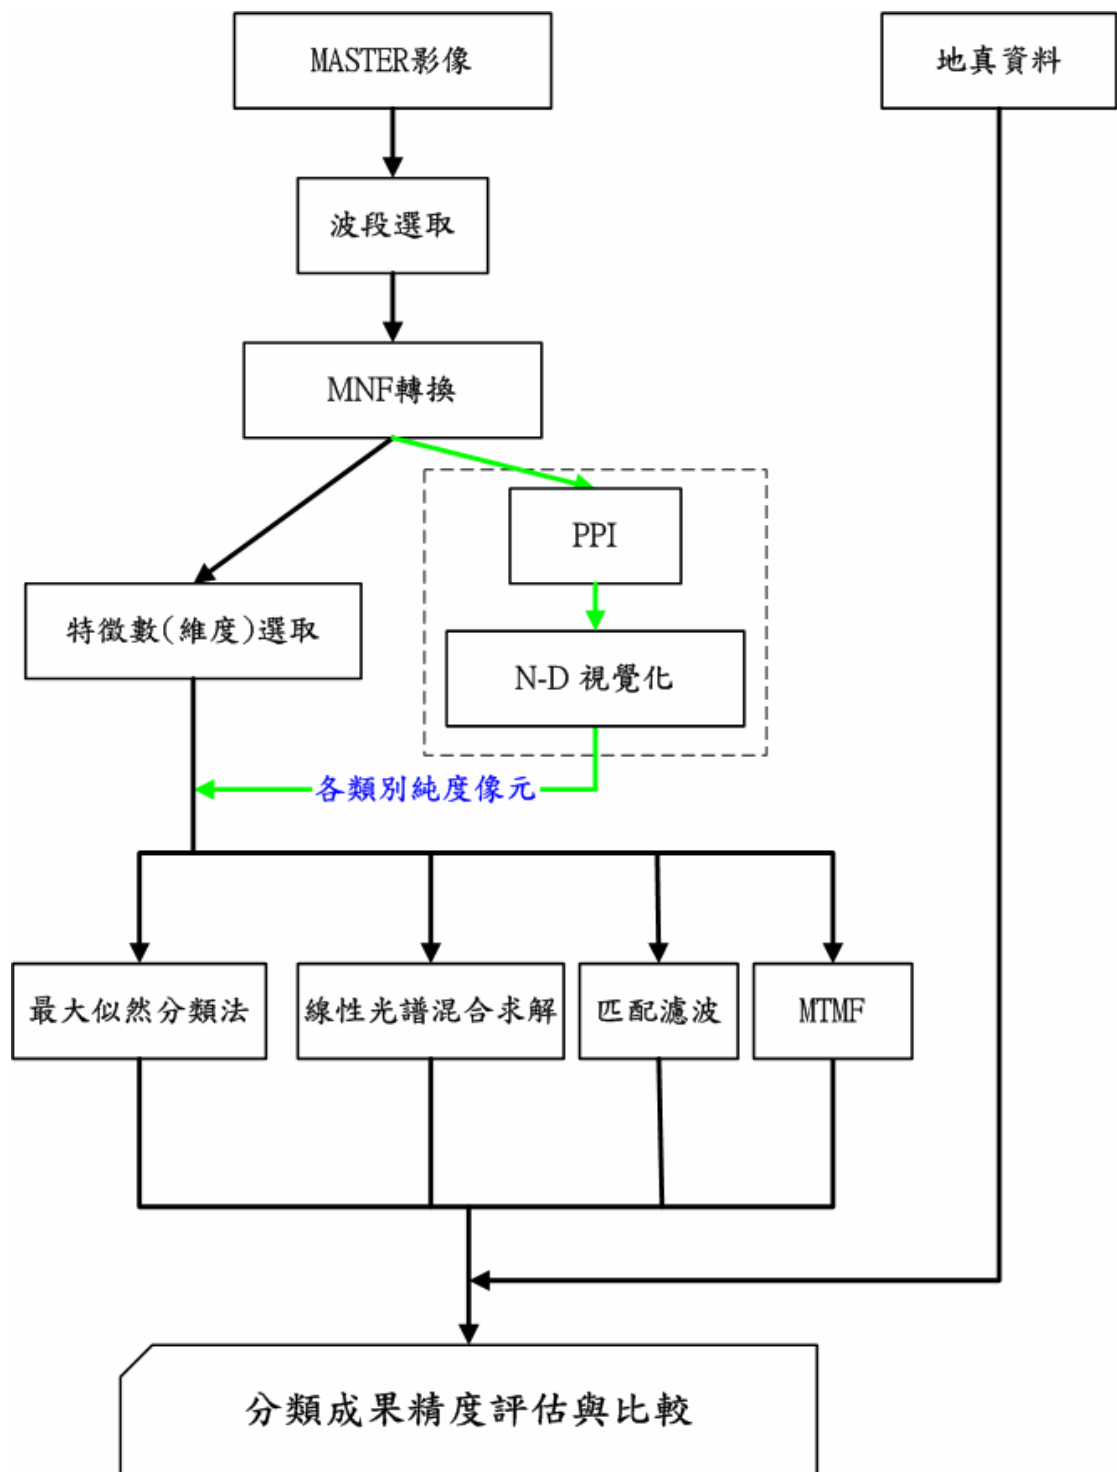 MASTER影像
地真資料
波段選取
MNF轉換
PPI
特徵數(維度)選取
N-D 視覺化
各類別純度像元
最大似然分類法
線性光譜混合求解
匹配濾波
MTMF
分類成果精度評估與比較